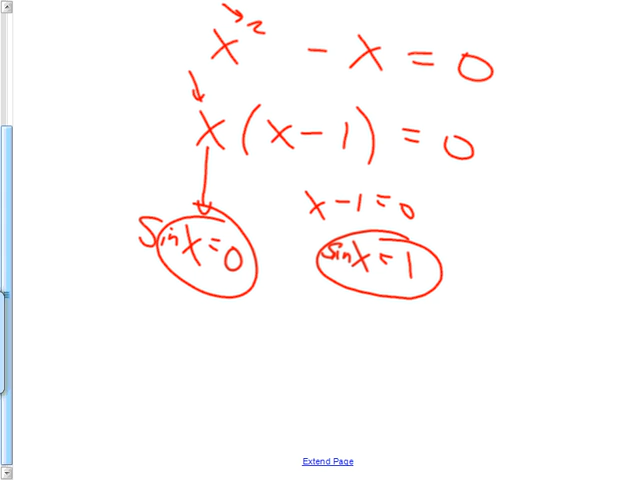 x² - x = 0
x(x-1) = 0
x-1=0
sin x=0
sin x=1
Extend Page